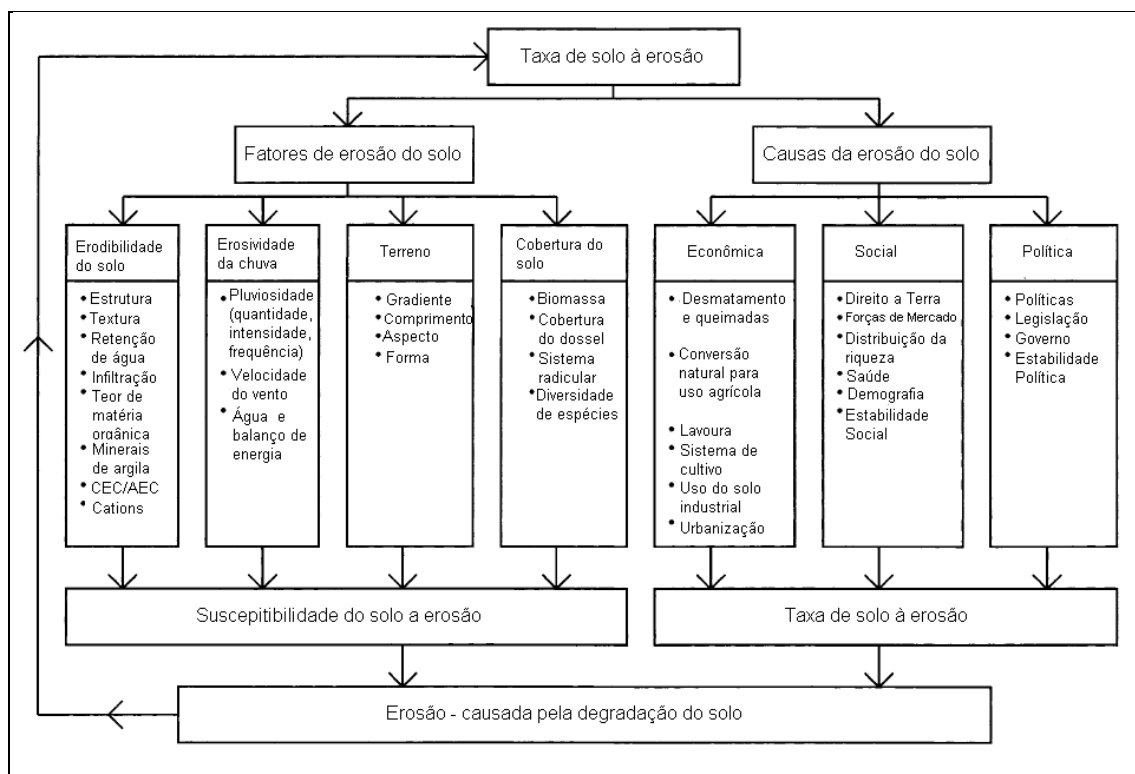 Taxa de solo à erosão
Fatores de erosão do solo
Causas da erosão do solo
Erodibilidade
do solo
• Estrutura
• Textura
• Retenção
de água
• Infiltração
• Teor de
matéria
orgânica
• Minerais
de argila
• CEC/AEC
• Cations
Erosividade
da chuva
• Pluviosidade
(quantidade,
intensidade,
frequência)
• Velocidade
do vento
• Água e
balanço de
energia
Terreno
• Gradiente
• Comprimento
• Aspecto
• Forma
Cobertura do
solo
• Biomassa
• Cobertura
do dossel
• Sistema
radicular
• Diversidade
de espécies
Econômica
• Desmatamento
e queimadas
• Conversão
natural para
uso agrícola
• Lavoura
• Sistema de
cultivo
• Uso do solo
industrial
• Urbanização
Social
• Direito a Terra
• Forças de Mercado
• Distribuição da
riqueza
• Saúde
• Demografia
• Estabilidade
Social
Política
• Políticas
• Legislação
• Governo
• Estabilidade
Política
Suscepitibilidade do solo a erosão
Taxa de solo à erosão
Erosão - causada pela degradação do solo